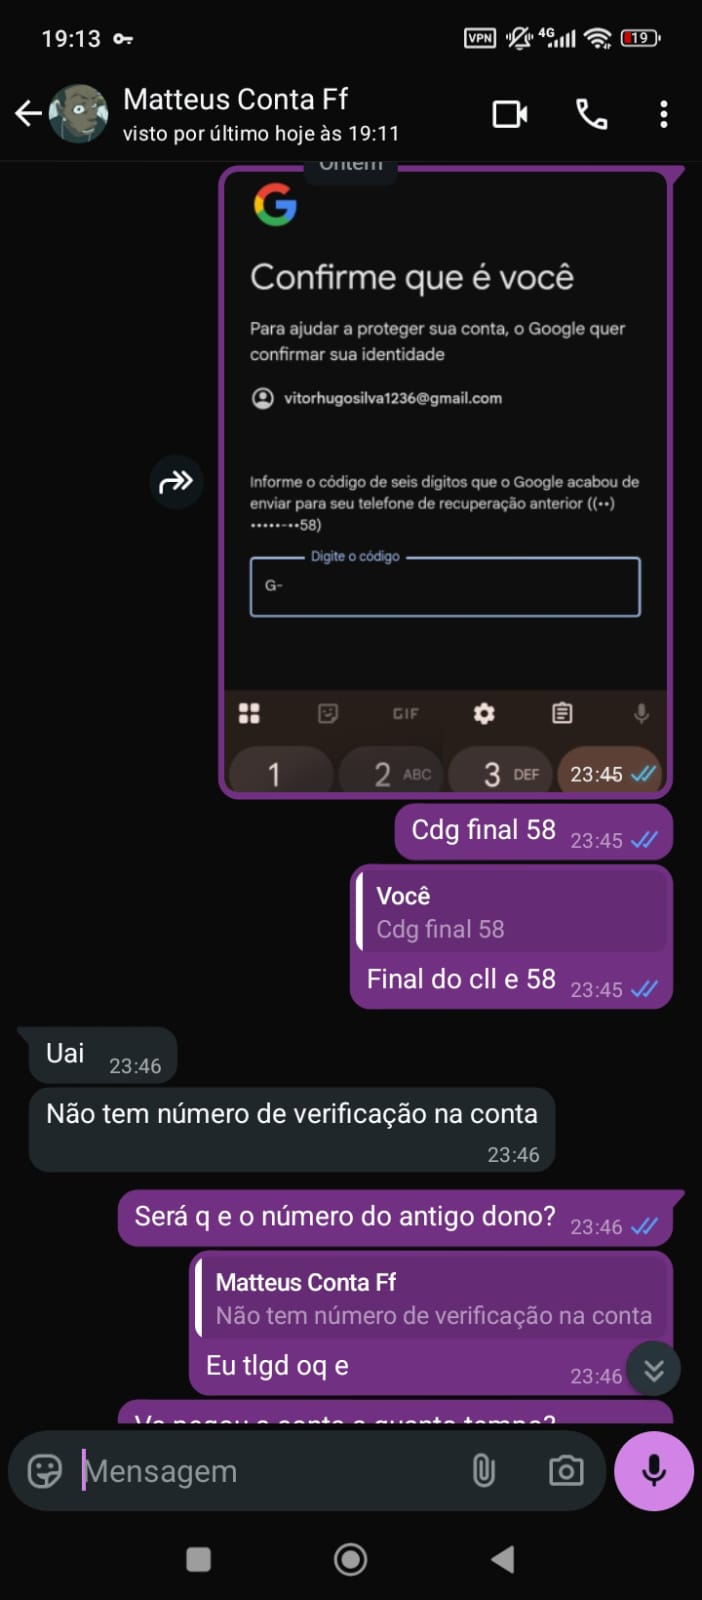 19:13
VPN
4G
19
Matteus Conta Ff
visto por último hoje às 19:11
Ontem
G
Confirme que é você
Para ajudar a proteger sua conta, o Google quer
confirmar sua identidade
vitorhugosilva1236@gmail.com
Informe o código de seis dígitos que o Google acabou de
enviar para seu telefone de recuperação anterior ((••)
•••••-••58)
Digite o código
G-
GIF
1
2 ABC
3 DEF
23:45
Cdg final 58 23:45
Você
Cdg final 58
Final do cll e 58 23:45
Uai 23:46
Não tem número de verificação na conta
23:46
Será q e o número do antigo dono? 23:46
Matteus Conta Ff
Não tem número de verificação na conta
Eu tlgd oq e 23:46
pegou a conta a quanto tempo?
Mensagem